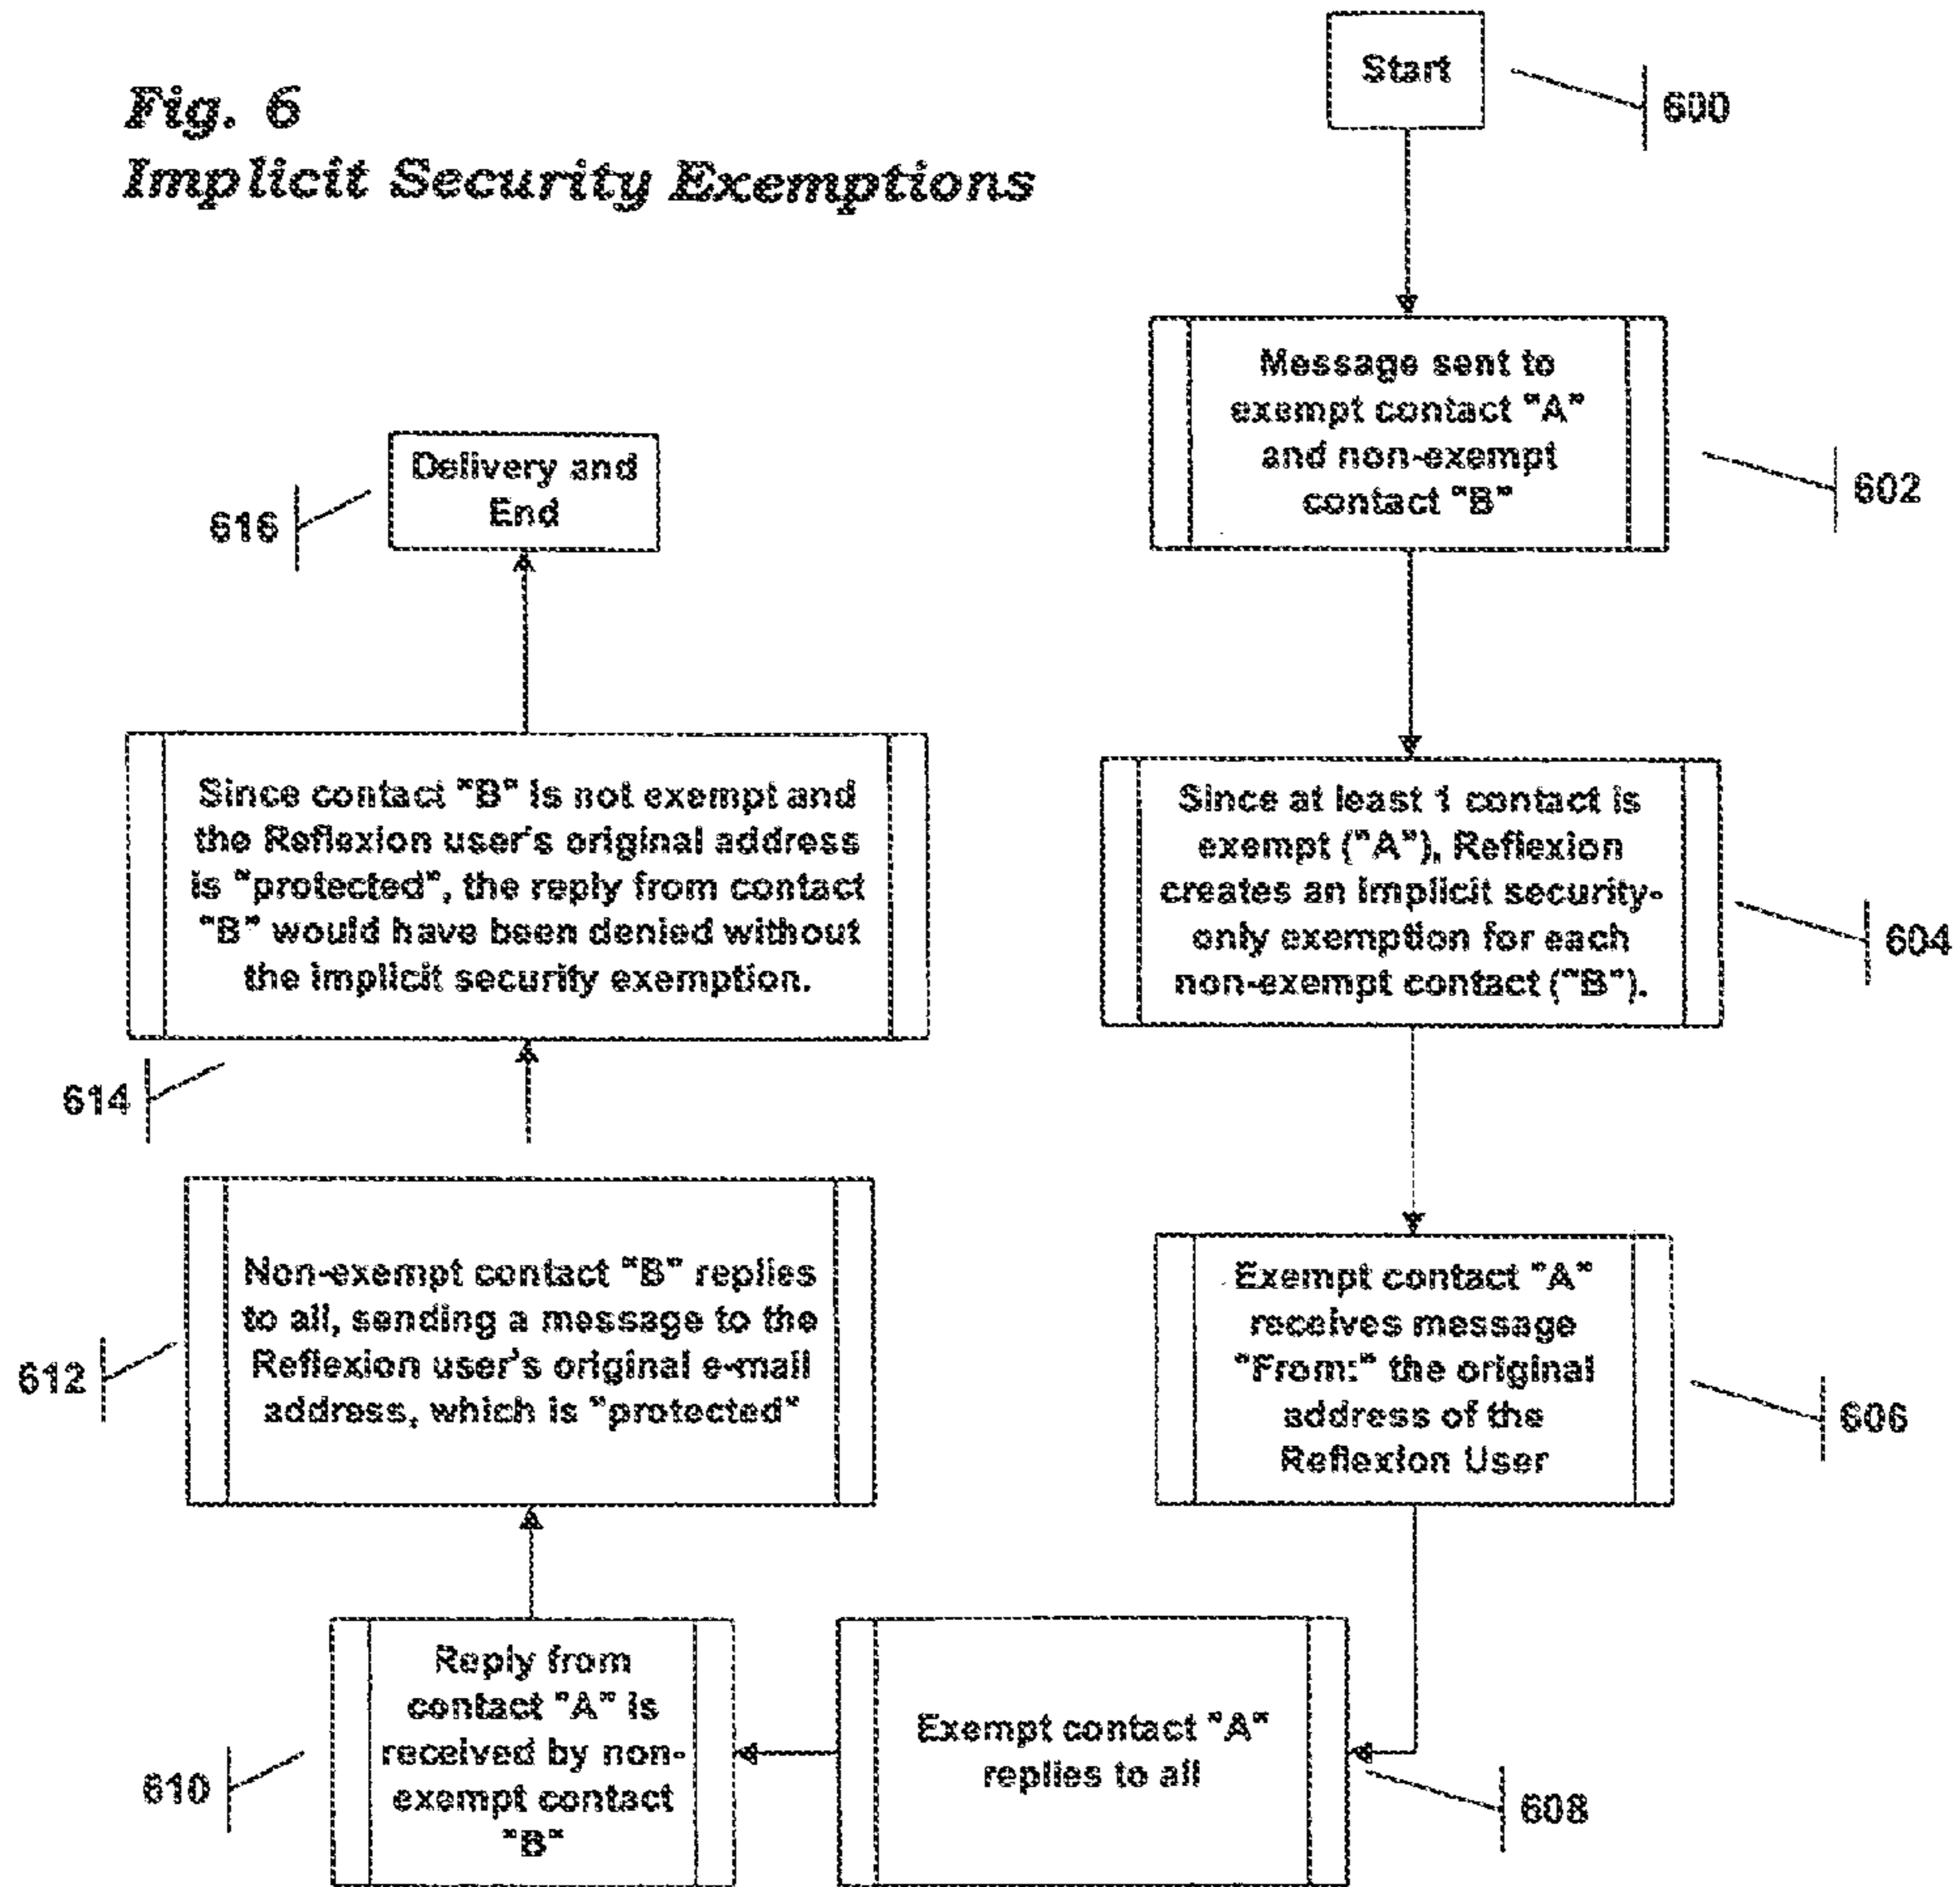 Fig. 6
Implicit Security Exemptions
Start
600
Message sent to
exempt contact "A"
and non-exempt
contact "B"
602
Since at least 1 contact is
exempt ("A"), Reflexion
creates an implicit security-
only exemption for each
non-exempt contact ("B").
604
Exempt contact "A"
receives message
"From:" the original
address of the
Reflexion User
606
Exempt contact "A"
replies to all
608
Reply from
contact "A" is
received by non-
exempt contact
"B"
610
Non-exempt contact "B" replies
to all, sending a message to the
Reflexion user's original e-mail
address, which is "protected"
612
Since contact "B" is not exempt and
the Reflexion user's original address
is "protected", the reply from contact
"B" would have been denied without
the implicit security exemption.
614
Delivery and
End
616